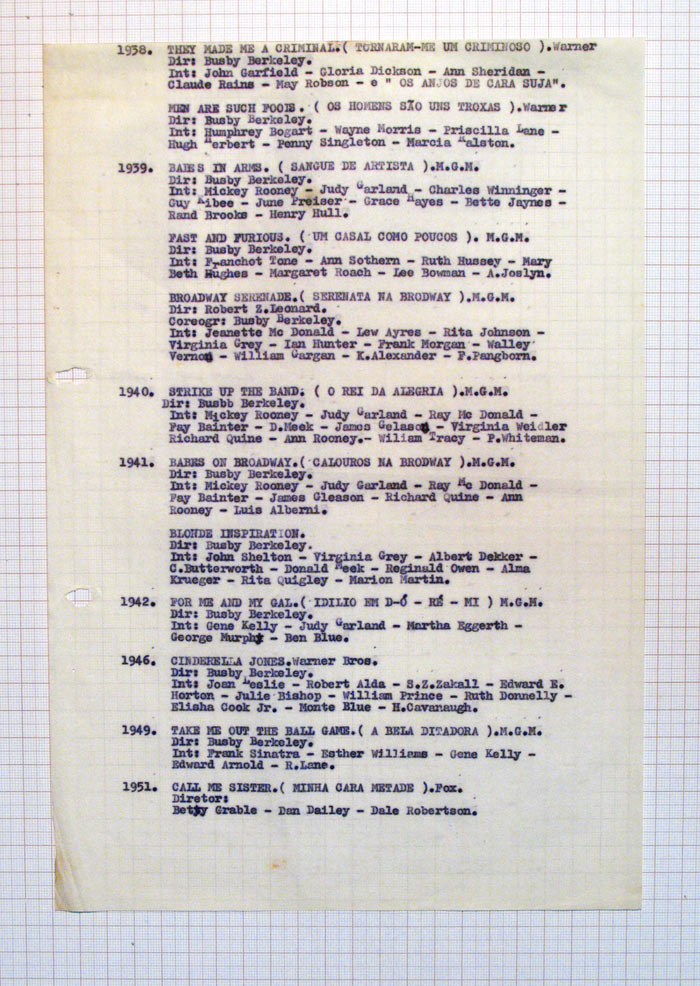 1938. THEY MADE ME A CRIMINAL.( TORNARAM-ME UM CRIMINOSO ).Warner
Dir: Busby Berkeley.
Int: John Garfield - Gloria Dickson - Ann Sheridan -
Claude Rains - May Robson - e " OS ANJOS DE CARA SUJA".
MEN ARE SUCH FOOLS. ( OS HOMENS SÃO UNS TROXAS ).Warner
Dir: Busby Berkeley.
Int: Humphrey Bogart - Wayne Morris - Priscilla Lane -
Hugh Herbert - Penny Singleton - Marcia Ralston.
1939. BABES IN ARMS. ( SANGUE DE ARTISTA ).M.G.M.
Dir: Busby Berkeley.
Int: Mickey Rooney - Judy Garland - Charles Winninger -
Guy Kibee - June Preiser - Grace Hayes - Bette Jaynes -
Rand Brooks - Henry Hull.
FAST AND FURIOUS. ( UM CASAL COMO POUCOS ). M.G.M.
Dir: Busby Berkeley.
Int: Franchot Tone - Ann Sothern - Ruth Hussey - Mary
Beth Hughes - Margaret Roach - Lee Bowman - A.Joslyn.
BROADWAY SERENADE.( SERENATA NA BRODWAY ).M.G.M.
Dir: Robert Z.Leonard.
Coreogr: Busby Berkeley.
Int: Jeanette Mc Donald - Lew Ayres - Rita Johnson -
Virginia Grey - Ian Hunter - Frank Morgan - Walley
Vernon - William Gargan - K.Alexander - F.Pangborn.
1940. STRIKE UP THE BAND. ( O REI DA ALEGRIA ).M.G.M.
Dir: Busbb Berkeley.
Int: Mickey Rooney - Judy Garland - Ray Mc Donald -
Fay Bainter - D.Meek - James Gelason - Virginia Weidler
Richard Quine - Ann Rooney.- Wiliam Tracy - P.Whiteman.
1941. BABES ON BROADWAY.( CALOUROS NA BRODWAY ).M.G.M.
Dir: Busby Berkeley.
Int: Mickey Rooney - Judy Garland - Ray Mc Donald -
Fay Bainter - James Gleason - Richard Quine - Ann
Rooney - Luis Alberni.
BLONDE INSPIRATION.
Dir: Busby Berkeley.
Int: John Shelton - Virginia Grey - Albert Dekker -
C.Butterworth - Donald Meek - Reginald Owen - Alma
Krueger - Rita Quigley - Marion Martin.
1942. FOR ME AND MY GAL.( IDILIO EM D-Ó - RÉ - MI ) M.G.M.
Dir: Busby Berkeley.
Int: Gene Kelly - Judy Garland - Martha Eggerth -
George Murphy - Ben Blue.
1946. CINDERELLA JONES.Warner Bros.
Dir: Busby Berkeley.
Int: Joan Leslie - Robert Alda - S.Z.Zakall - Edward E.
Horton - Julie Bishop - William Prince - Ruth Donnelly -
Elisha Cook Jr. - Monte Blue - H.Cavanaugh.
1949. TAKE ME OUT THE BALL GAME.( A BELA DITADORA ).M.G.M.
Dir: Busby Berkeley.
Int: Frank Sinatra - Esther Williams - Gene Kelly -
Edward Arnold - R.Lane.
1951. CALL ME SISTER.( MINHA CARA METADE ).Fox.
Diretor:
Betty Grable - Dan Dailey - Dale Robertson.